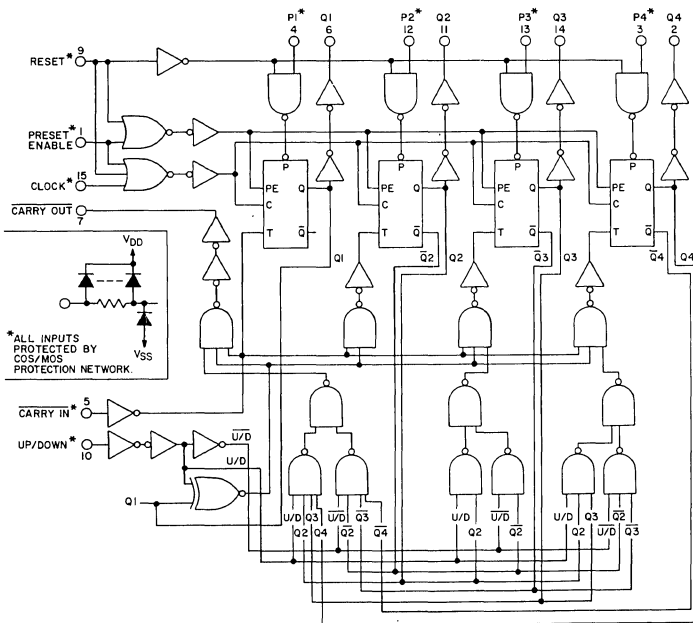 P1* Q1 P2* Q2 P3* Q3 P4* Q4
4 6 12 11 13 14 3 2
9
RESET*
PRESET* 1
ENABLE
15
CLOCK*
P P P P
PE Q PE Q PE Q PE Q
C C C C
CARRY OUT
7
T Q̅ T Q̅ T Q̅ T Q̅
Q1 Q̅2 Q2 Q̅3 Q3 Q̅4 Q4
VDD
VSS
*ALL INPUTS
PROTECTED BY
COS/MOS
PROTECTION NETWORK.
CARRY IN* 5
UP/DOWN*
10
U̅/D̅
U/D
Q1
U/D Q3 U̅/D̅ Q̅3 U/D U̅/D̅ U/D Q3 Q̅2
Q2 Q4 Q̅2 Q̅4 Q2 Q̅2 Q2 U̅/D̅ Q̅3